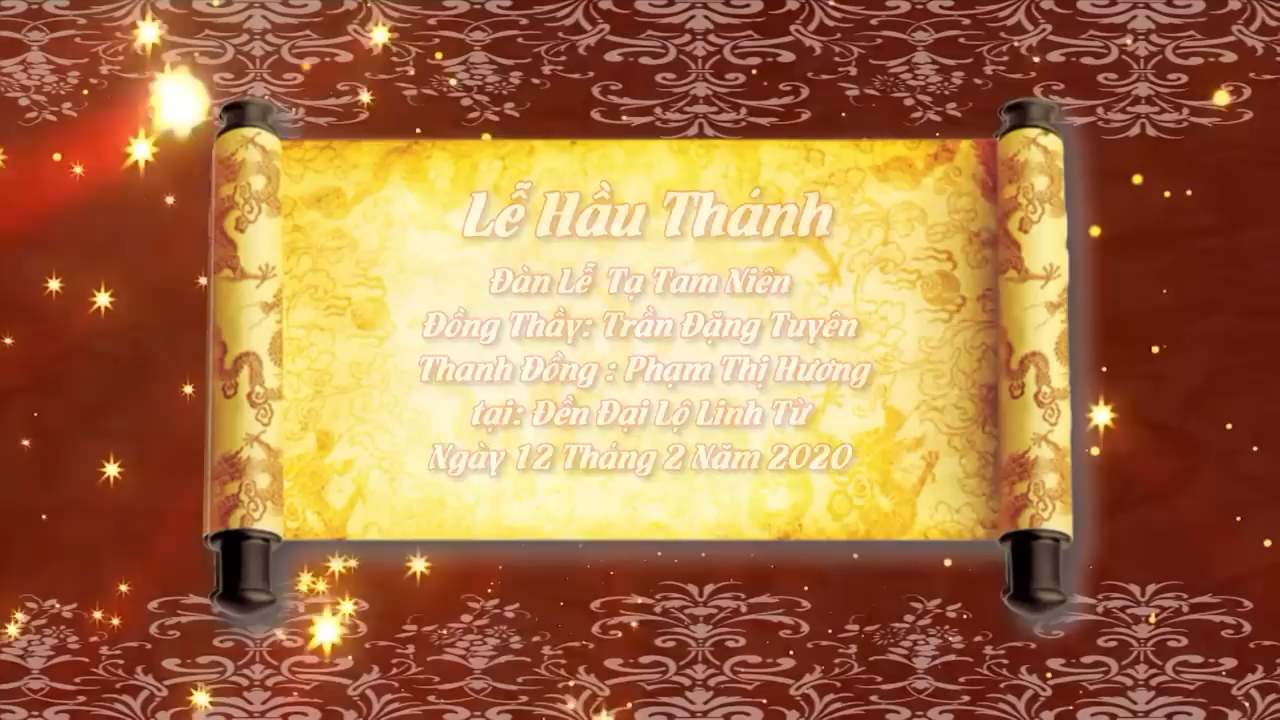 Lễ Hầu Thánh
Đàn Lễ Tạ Tam Niên
Đồng Thầy: Trần Đặng Tuyên
Thanh Đồng : Phạm Thị Hương
tại: Đền Đại Lộ Linh Từ
Ngày 12 Tháng 2 Năm 2020